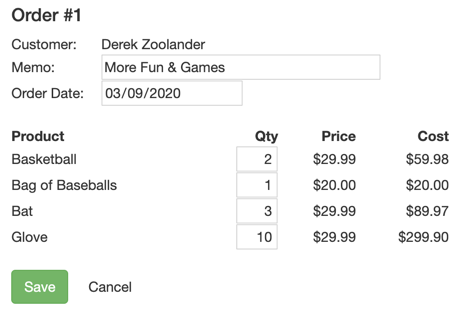 Order #1
Customer: Derek Zoolander
Memo: More Fun & Games
Order Date: 03/09/2020
Product Qty Price Cost
Basketball 2 $29.99 $59.98
Bag of Baseballs 1 $20.00 $20.00
Bat 3 $29.99 $89.97
Glove 10 $29.99 $299.90
Save Cancel